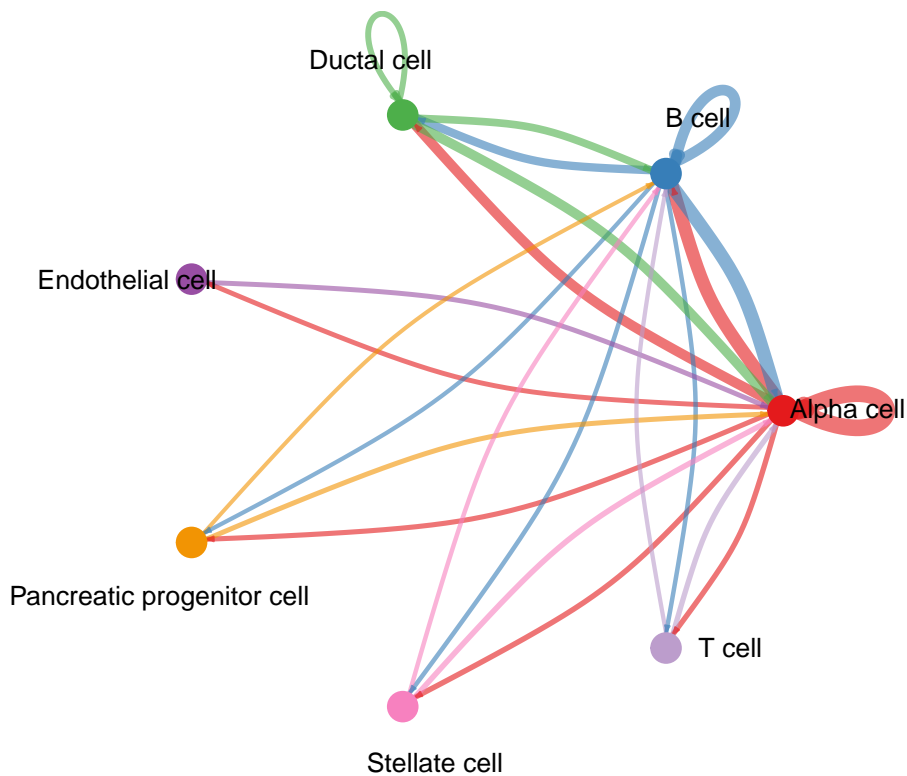 Ductal cell
B cell
Endothelial cell
Alpha cell
Pancreatic progenitor cell
T cell
Stellate cell